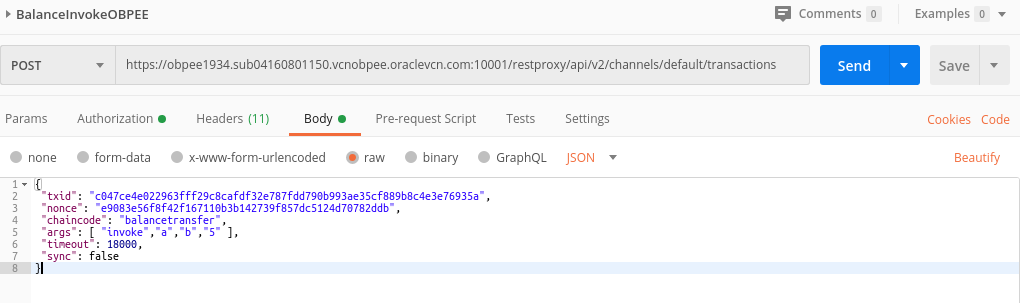 BalanceInvokeOBPEE Comments 0 Examples 0
POST https://obpee1934.sub04160801150.vcnobpee.oraclevcn.com:10001/restproxy/api/v2/channels/default/transactions Send Save
Params Authorization Headers (11) Body Pre-request Script Tests Settings Cookies Code
none form-data x-www-form-urlencoded raw binary GraphQL JSON Beautify
1 {
2 "txid": "c047ce4e022963fff29c8cafdf32e787fdd790b993ae35cf889b8c4e3e76935a",
3 "nonce": "e9083e56f8f42f167110b3b142739f857dc5124d70782ddb",
4 "chaincode": "balancetransfer",
5 "args": [ "invoke","a","b","5" ],
6 "timeout": 18000,
7 "sync": false
8 }